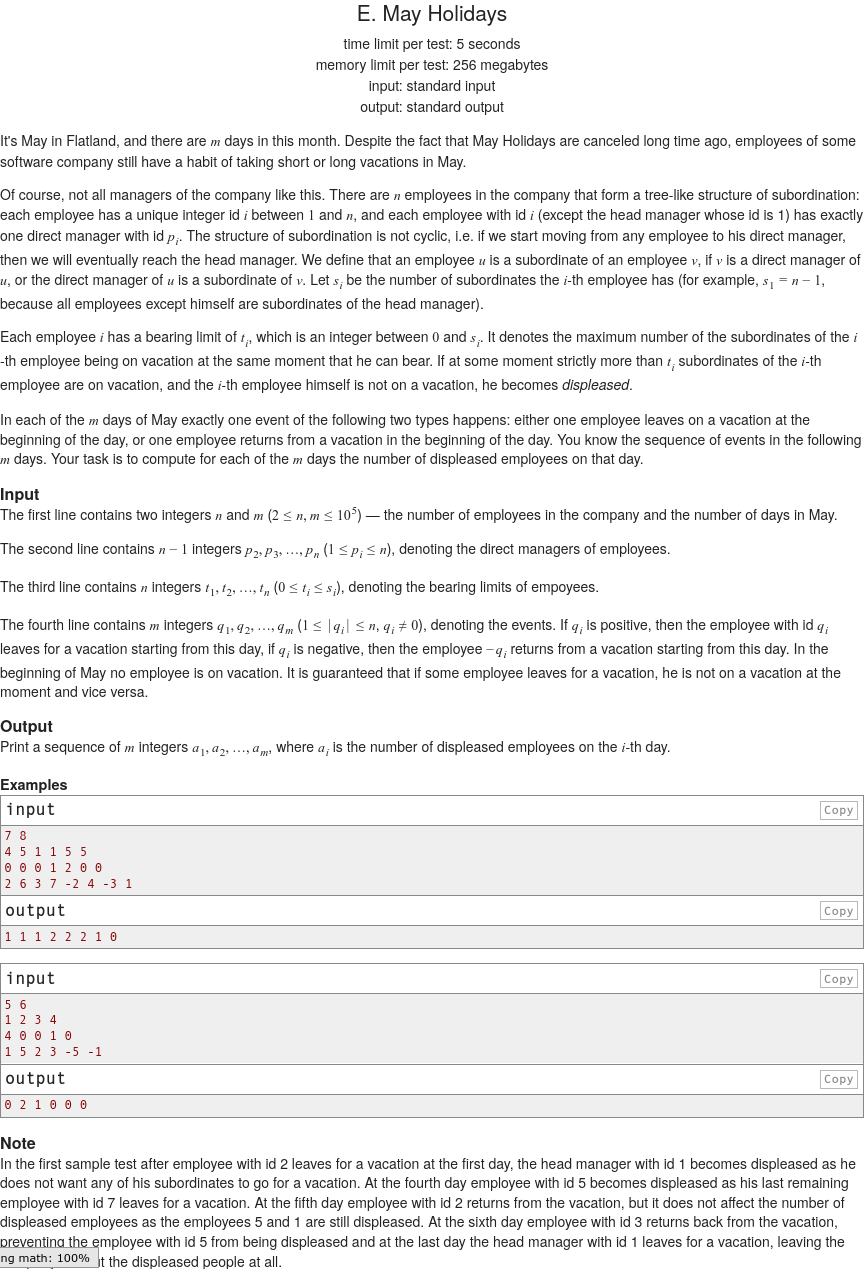 E. May Holidays
time limit per test: 5 seconds
memory limit per test: 256 megabytes
input: standard input
output: standard output
It's May in Flatland, and there are m days in this month. Despite the fact that May Holidays are canceled long time ago, employees of some
software company still have a habit of taking short or long vacations in May.
Of course, not all managers of the company like this. There are n employees in the company that form a tree-like structure of subordination:
each employee has a unique integer id i between 1 and n, and each employee with id i (except the head manager whose id is 1) has exactly
one direct manager with id p_i. The structure of subordination is not cyclic, i.e. if we start moving from any employee to his direct manager,
then we will eventually reach the head manager. We define that an employee u is a subordinate of an employee v, if v is a direct manager of
u, or the direct manager of u is a subordinate of v. Let s_i be the number of subordinates the i-th employee has (for example, s_1 = n − 1,
because all employees except himself are subordinates of the head manager).
Each employee i has a bearing limit of t_i, which is an integer between 0 and s_i. It denotes the maximum number of the subordinates of the i
-th employee being on vacation at the same moment that he can bear. If at some moment strictly more than t_i subordinates of the i-th
employee are on vacation, and the i-th employee himself is not on a vacation, he becomes displeased.
In each of the m days of May exactly one event of the following two types happens: either one employee leaves on a vacation at the
beginning of the day, or one employee returns from a vacation in the beginning of the day. You know the sequence of events in the following
m days. Your task is to compute for each of the m days the number of displeased employees on that day.
Input
The first line contains two integers n and m (2 ≤ n, m ≤ 10^5) — the number of employees in the company and the number of days in May.
The second line contains n − 1 integers p_2, p_3, ..., p_n (1 ≤ p_i ≤ n), denoting the direct managers of employees.
The third line contains n integers t_1, t_2, ..., t_n (0 ≤ t_i ≤ s_i), denoting the bearing limits of empoyees.
The fourth line contains m integers q_1, q_2, ..., q_m (1 ≤ |q_i| ≤ n, q_i ≠ 0), denoting the events. If q_i is positive, then the employee with id q_i
leaves for a vacation starting from this day, if q_i is negative, then the employee −q_i returns from a vacation starting from this day. In the
beginning of May no employee is on vacation. It is guaranteed that if some employee leaves for a vacation, he is not on a vacation at the
moment and vice versa.
Output
Print a sequence of m integers a_1, a_2, ..., a_m, where a_i is the number of displeased employees on the i-th day.
Examples
input
Copy
7 8
4 5 1 1 5 5
0 0 0 1 2 0 0
2 6 3 7 -2 4 -3 1
output
Copy
1 1 1 2 2 2 1 0
input
Copy
5 6
1 2 3 4
4 0 0 1 0
1 5 2 3 -5 -1
output
Copy
0 2 1 0 0 0
Note
In the first sample test after employee with id 2 leaves for a vacation at the first day, the head manager with id 1 becomes displeased as he
does not want any of his subordinates to go for a vacation. At the fourth day employee with id 5 becomes displeased as his last remaining
employee with id 7 leaves for a vacation. At the fifth day employee with id 2 returns from the vacation, but it does not affect the number of
displeased employees as the employees 5 and 1 are still displeased. At the sixth day employee with id 3 returns back from the vacation,
preventing the employee with id 5 from being displeased and at the last day the head manager with id 1 leaves for a vacation, leaving the
ng math: 100%
the displeased people at all.